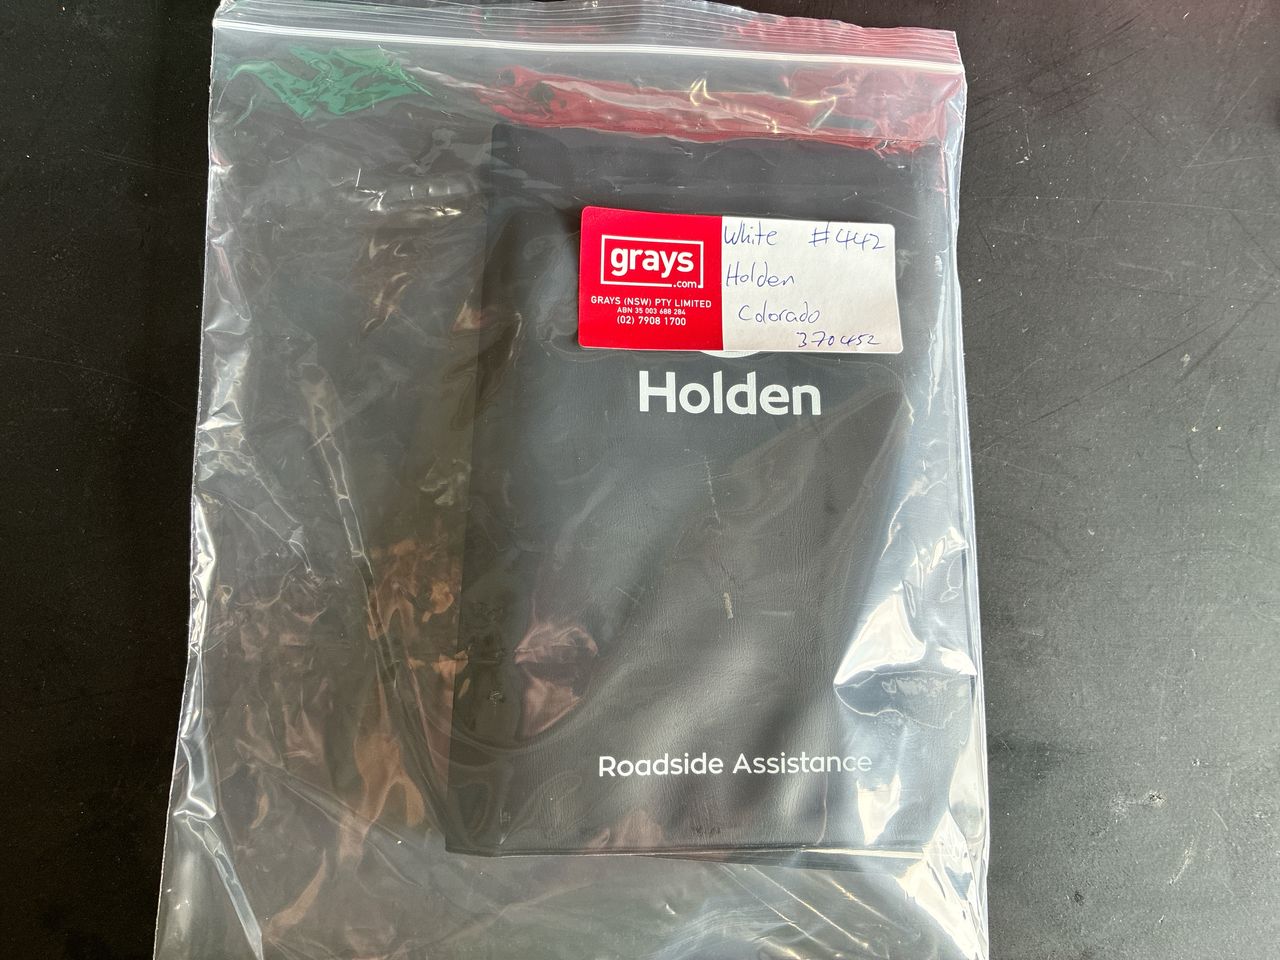 grays
.com
GRAYS (NSW) PTY LIMITED
ABN 35 003 688 284
(02) 7908 1700
White #442
Holden
Colorado
370452
Holden
Roadside Assistance